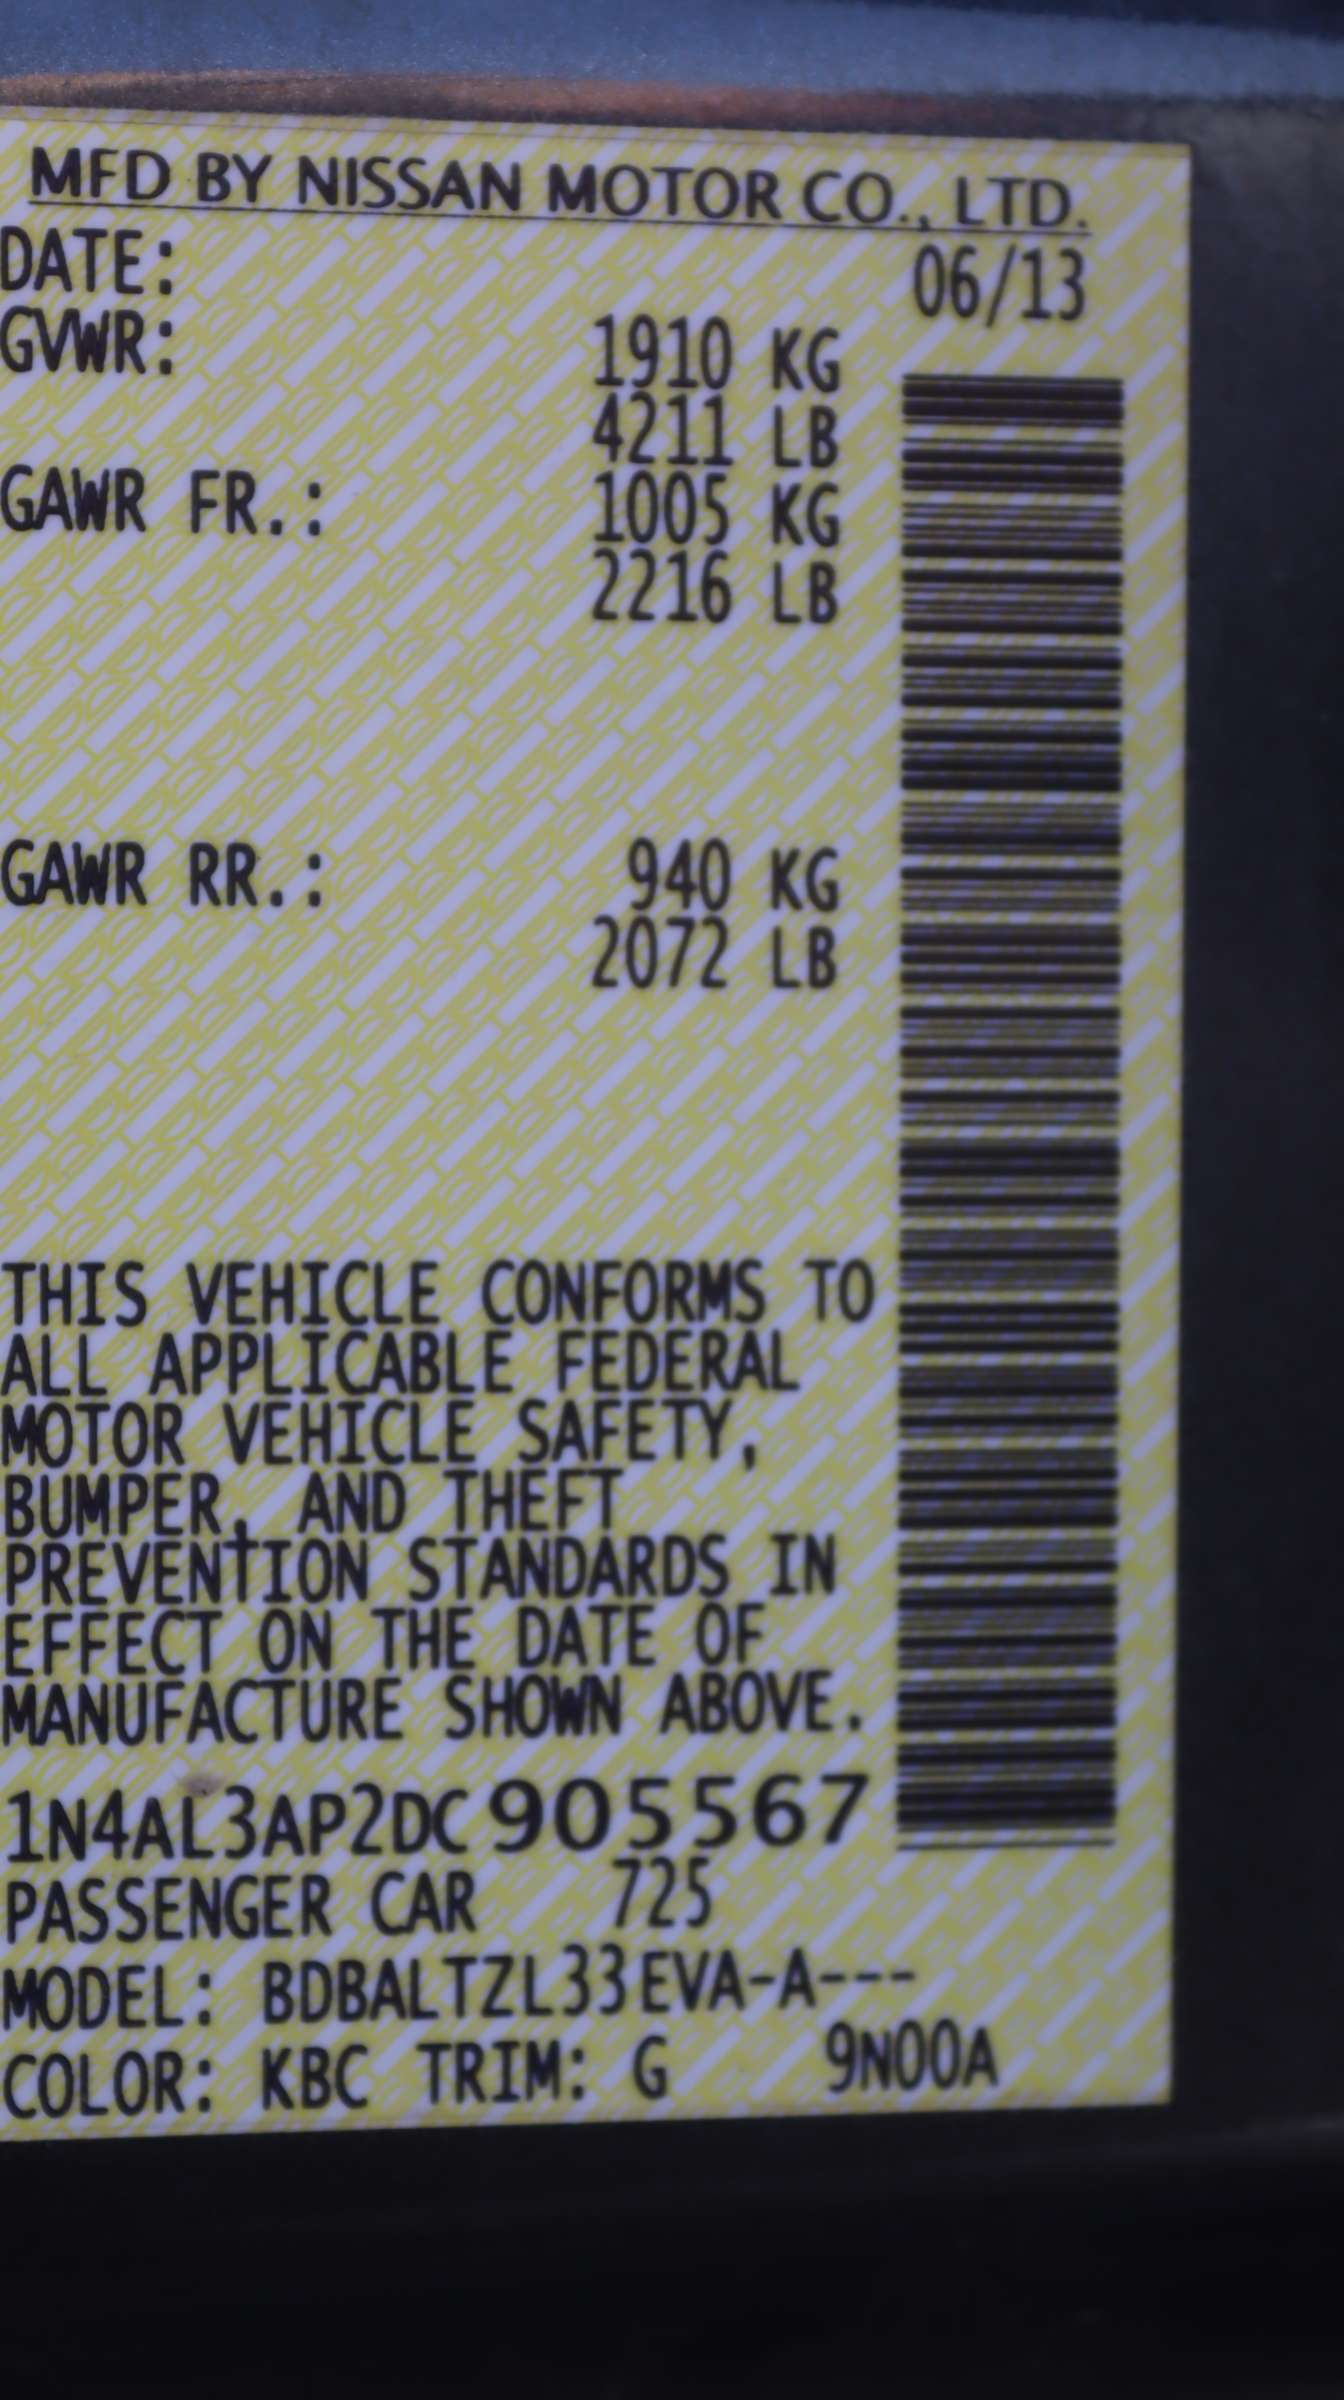 MFD BY NISSAN MOTOR CO., LTD.
DATE: 06/13
GVWR: 1910 KG
4211 LB
GAWR FR.: 1005 KG
2216 LB
GAWR RR.: 940 KG
2072 LB
THIS VEHICLE CONFORMS TO
ALL APPLICABLE FEDERAL
MOTOR VEHICLE SAFETY,
BUMPER, AND THEFT
PREVENTION STANDARDS IN
EFFECT ON THE DATE OF
MANUFACTURE SHOWN ABOVE.
1N4AL3AP2DC905567
PASSENGER CAR 725
MODEL: BDBALTZL33EVA-A---
COLOR: KBC TRIM: G 9N00A